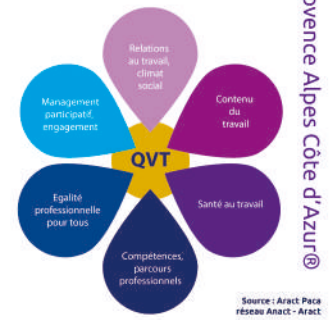 Relations
au travail,
climat
social
Contenu
du
travail
Santé au travail
Compétences,
parcours
professionnels
Egalité
professionnelle
pour tous
Management
participatif,
engagement
QVT
ovence Alpes Côte d'Azur®
Source : Aract Paca
réseau Anact - Aract